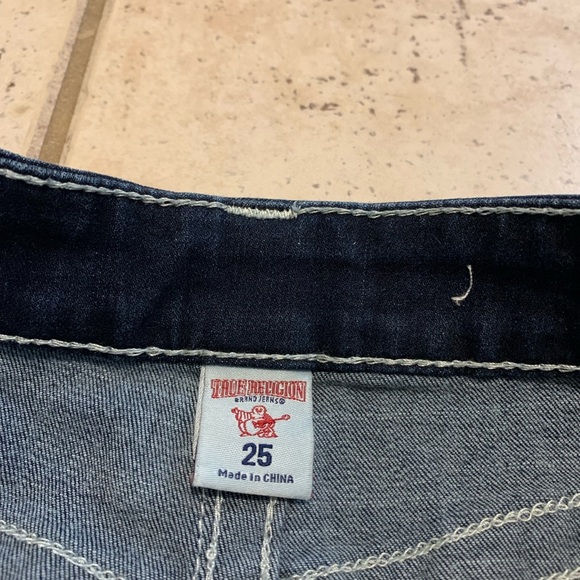 TRUE RELIGION
BRAND JEANS®
25
Made in CHINA